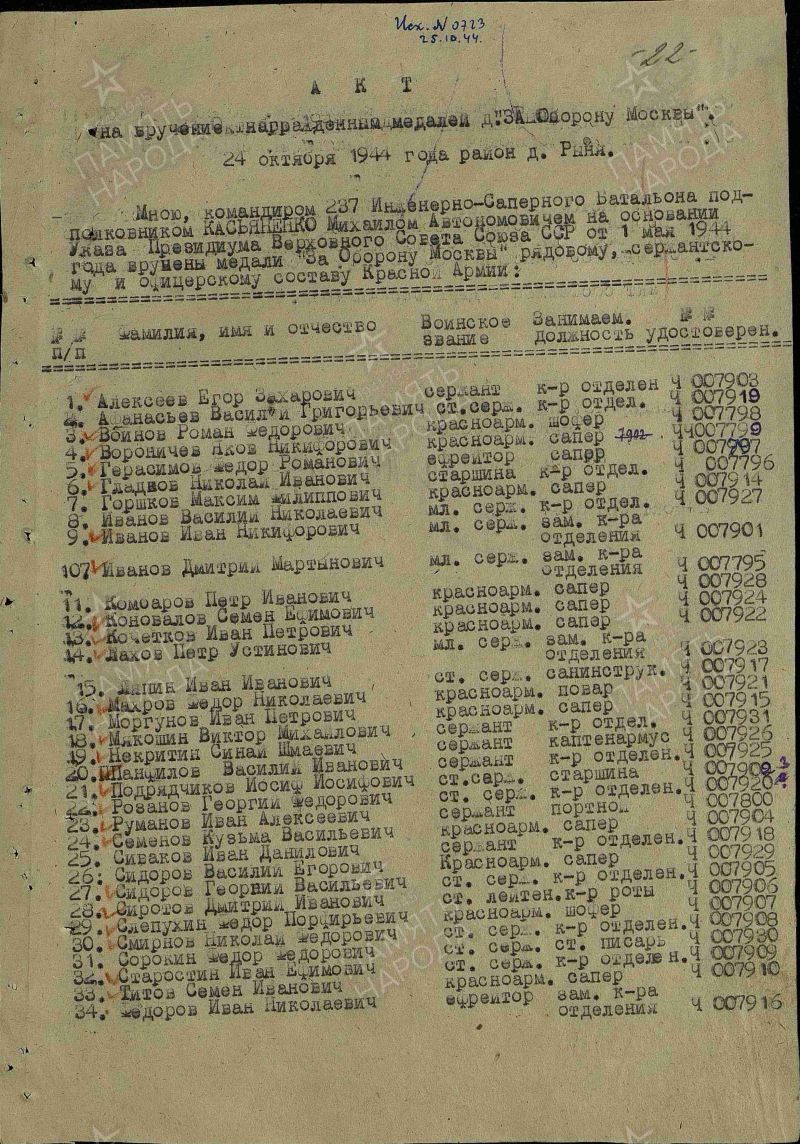 Исх. N 0723
25.10.44.
-22-
АКТ
на вручение награжденным медалей д."ЗА Оборону Москвы".
24 октября 1944 года район д. Рыня.
Мною, командиром 237 Инженерно-Саперного Батальона под-
полковником КАСЬЯНЕНКО Михаилом Автономовичем на основании
Указа Президиума Верховного Совета Союза ССР от 1 мая 1944
года вручены медали "За Оборону Москвы" рядовому, сержантско-
му и офицерскому составу Красной Армии:
№ № Фамилия, имя и отчество Воинское Занимаем. № №
п/п звание должность удостоверен.
1. Алексеев Егор Захарович сержант к-р отделен Ч 007903
2. Афанасьев Василий Григорьевич ст.серж. к-р отдел. Ч 007919
3. Воинов Роман Федорович красноарм. шофер Ч 007798
4. Вороничев Яков Никифорович красноарм. сапер 7902 Ч 007799
5. Герасимов Федор Романович ефрейтор сапер Ч 007797
6. Гладков Николай Иванович старшина к-р отдел. Ч 007796
7. Горшков Максим Филиппович красноарм. сапер Ч 007914
8. Иванов Василий Николаевич мл. серж. к-р отдел. Ч 007927
9. Иванов Иван Никифорович мл. серж. зам. к-ра
отделения Ч 007901
10. Иванов Дмитрий Мартынович мл. серж. зам. к-ра
отделения Ч 007795
11. Комбаров Петр Иванович красноарм. сапер Ч 007928
12. Коновалов Семен Ефимович красноарм. сапер Ч 007924
13. Кочетков Иван Петрович красноарм. сапер Ч 007922
14. Лахов Петр Устинович мл. серж. зам. к-ра
отделения Ч 007923
15. Ляпин Иван Иванович ст. серж. санинструк. Ч 007917
16. Махров Федор Николаевич красноарм. повар Ч 007921
17. Моргунов Иван Петрович красноарм. сапер Ч 007915
18. Мякошин Виктор Михайлович сержант к-р отдел. Ч 007931
19. Некритин Синай Шмаевич сержант каптенармус Ч 007926
20. Панфилов Василий Иванович сержант к-р отделен. Ч 007925
21. Подрядчиков Иосиф Иосифович ст.сарж. старшина Ч 007902
22. Розанов Георгий Федорович ст. серж. к-р отделен. Ч 007920
23. Руманов Иван Алексеевич сержант портной Ч 007800
24. Семенов Кузьма Васильевич красноарм. сапер Ч 007904
25. Сиваков Иван Данилович сержант к-р отделен. Ч 007918
26. Сидоров Василий Егорович Красноарм. сапер Ч 007929
27. Сидоров Георгий Васильевич ст. серж. к-р отделен. Ч 007905
28. Сиротов Дмитрий Иванович ст. лейтен. к-р роты Ч 007906
29. Слепухин Федор Порфирьевич красноарм. шофер Ч 007907
30. Смирнов Николай Федорович ст. серж. к-р отделен. Ч 007908
31. Сорокин Федор Федорович ст. серж. ст. писарь Ч 007930
32. Старостин Иван Ефимович ст. серж. к-р отделен. Ч 007909
33. Титов Семен Иванович красноарм. сапер Ч 007910
34. Федоров Иван Николаевич ефрейтор зам. к-ра
отделения Ч 007916